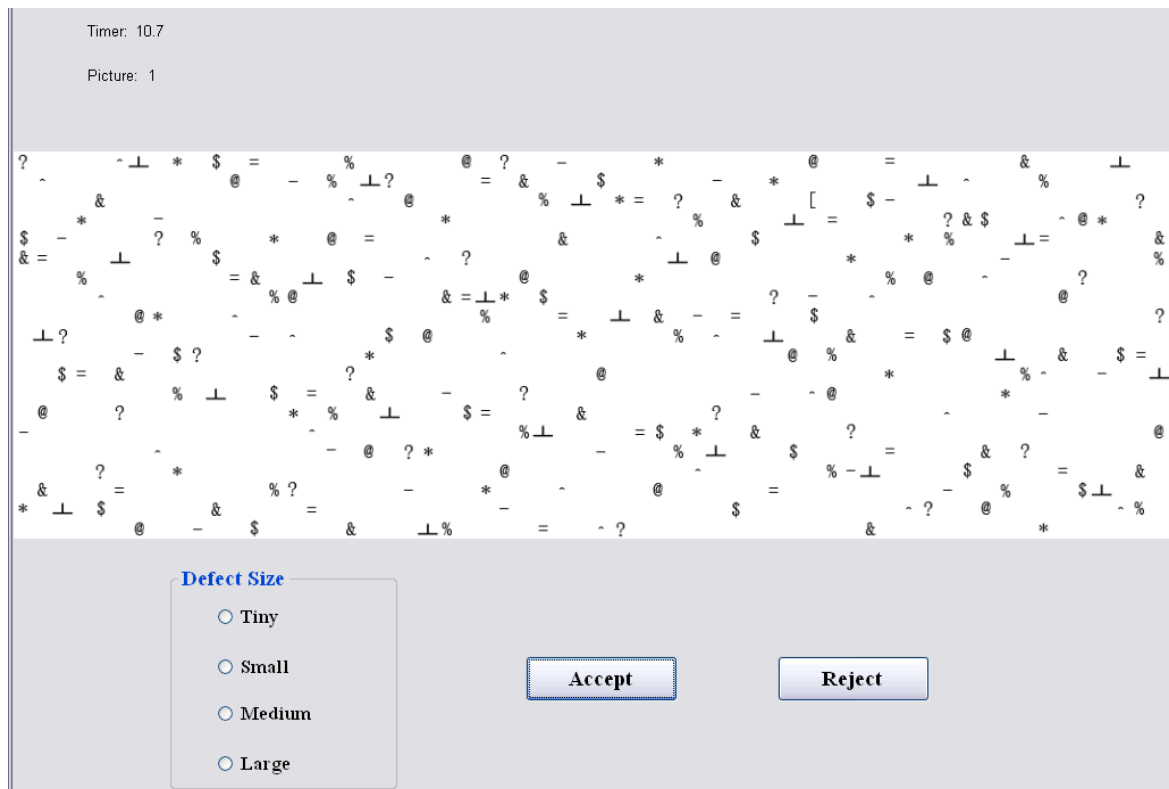 Timer: 10.7
Picture: 1
? ˆ ⊥ * $ = % @ ? − * @ = & ⊥
ˆ @ − % ⊥ ? = & $ − * ⊥ ˆ %
& ˆ @ % ⊥ * = ? & [ $ − ?
* − * % ⊥ = ? & $ ˆ @ *
$ − ? % * @ = & ˆ $ * % ⊥ = &
& = ⊥ $ ˆ ? ⊥ @ * − %
% = & ⊥ $ − @ * % @ ˆ ?
ˆ % @ & = ⊥ * $ ? − ˆ @
@ * ˆ % = ⊥ & − = $ ?
⊥ ? − ˆ $ @ * % ˆ ⊥ & = $ @
− $ ? * ˆ @ % ⊥ & $ =
$ = & ? @ * % ˆ − ⊥
% ⊥ $ = & − ? − ˆ @ *
@ ? * % ⊥ $ = & ? ˆ −
− ˆ % ⊥ = $ * & ? @
ˆ − @ ? * − % ⊥ $ = & ?
? * @ ˆ % − ⊥ $ = &
& = % ? − * ˆ @ = − % $ ⊥
* ⊥ $ & = − $ ˆ ? @ ˆ %
@ − $ & ⊥ % = ˆ ? & *
Defect Size
Tiny
Small
Medium
Large
Accept
Reject